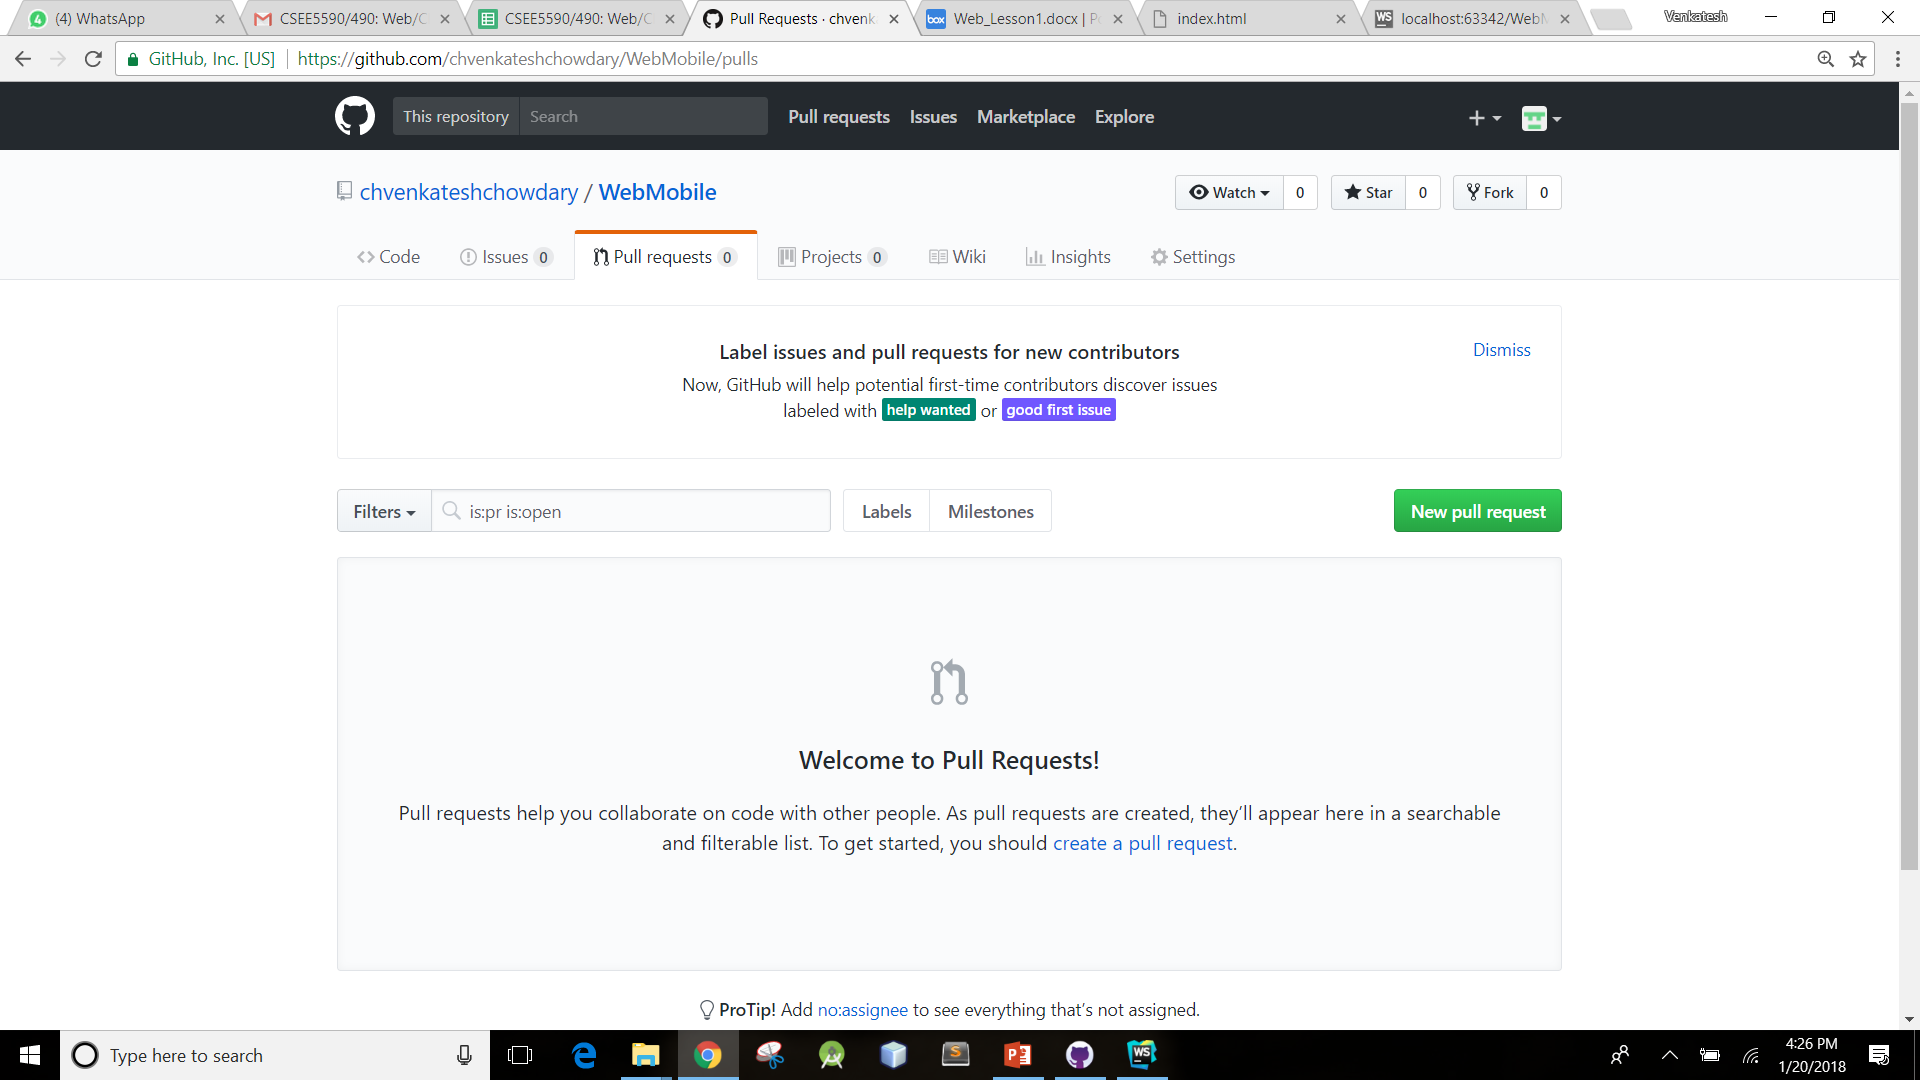 (4) WhatsApp
CSEE5590/490: Web/C
CSEE5590/490: Web/C
Pull Requests · chvenk
box Web_Lesson1.docx | P
index.html
WS localhost:63342/WebM
Venkatesh
GitHub, Inc. [US] https://github.com/chvenkateshchowdary/WebMobile/pulls
This repository Search Pull requests Issues Marketplace Explore
chvenkateshchowdary / WebMobile
Watch 0 Star 0 Fork 0
Code Issues 0 Pull requests 0 Projects 0 Wiki Insights Settings
Label issues and pull requests for new contributors
Dismiss
Now, GitHub will help potential first-time contributors discover issues
labeled with help wanted or good first issue
Filters is:pr is:open Labels Milestones New pull request
Welcome to Pull Requests!
Pull requests help you collaborate on code with other people. As pull requests are created, they’ll appear here in a searchable
and filterable list. To get started, you should create a pull request.
ProTip! Add no:assignee to see everything that’s not assigned.
Type here to search
WS
4:26 PM
1/20/2018